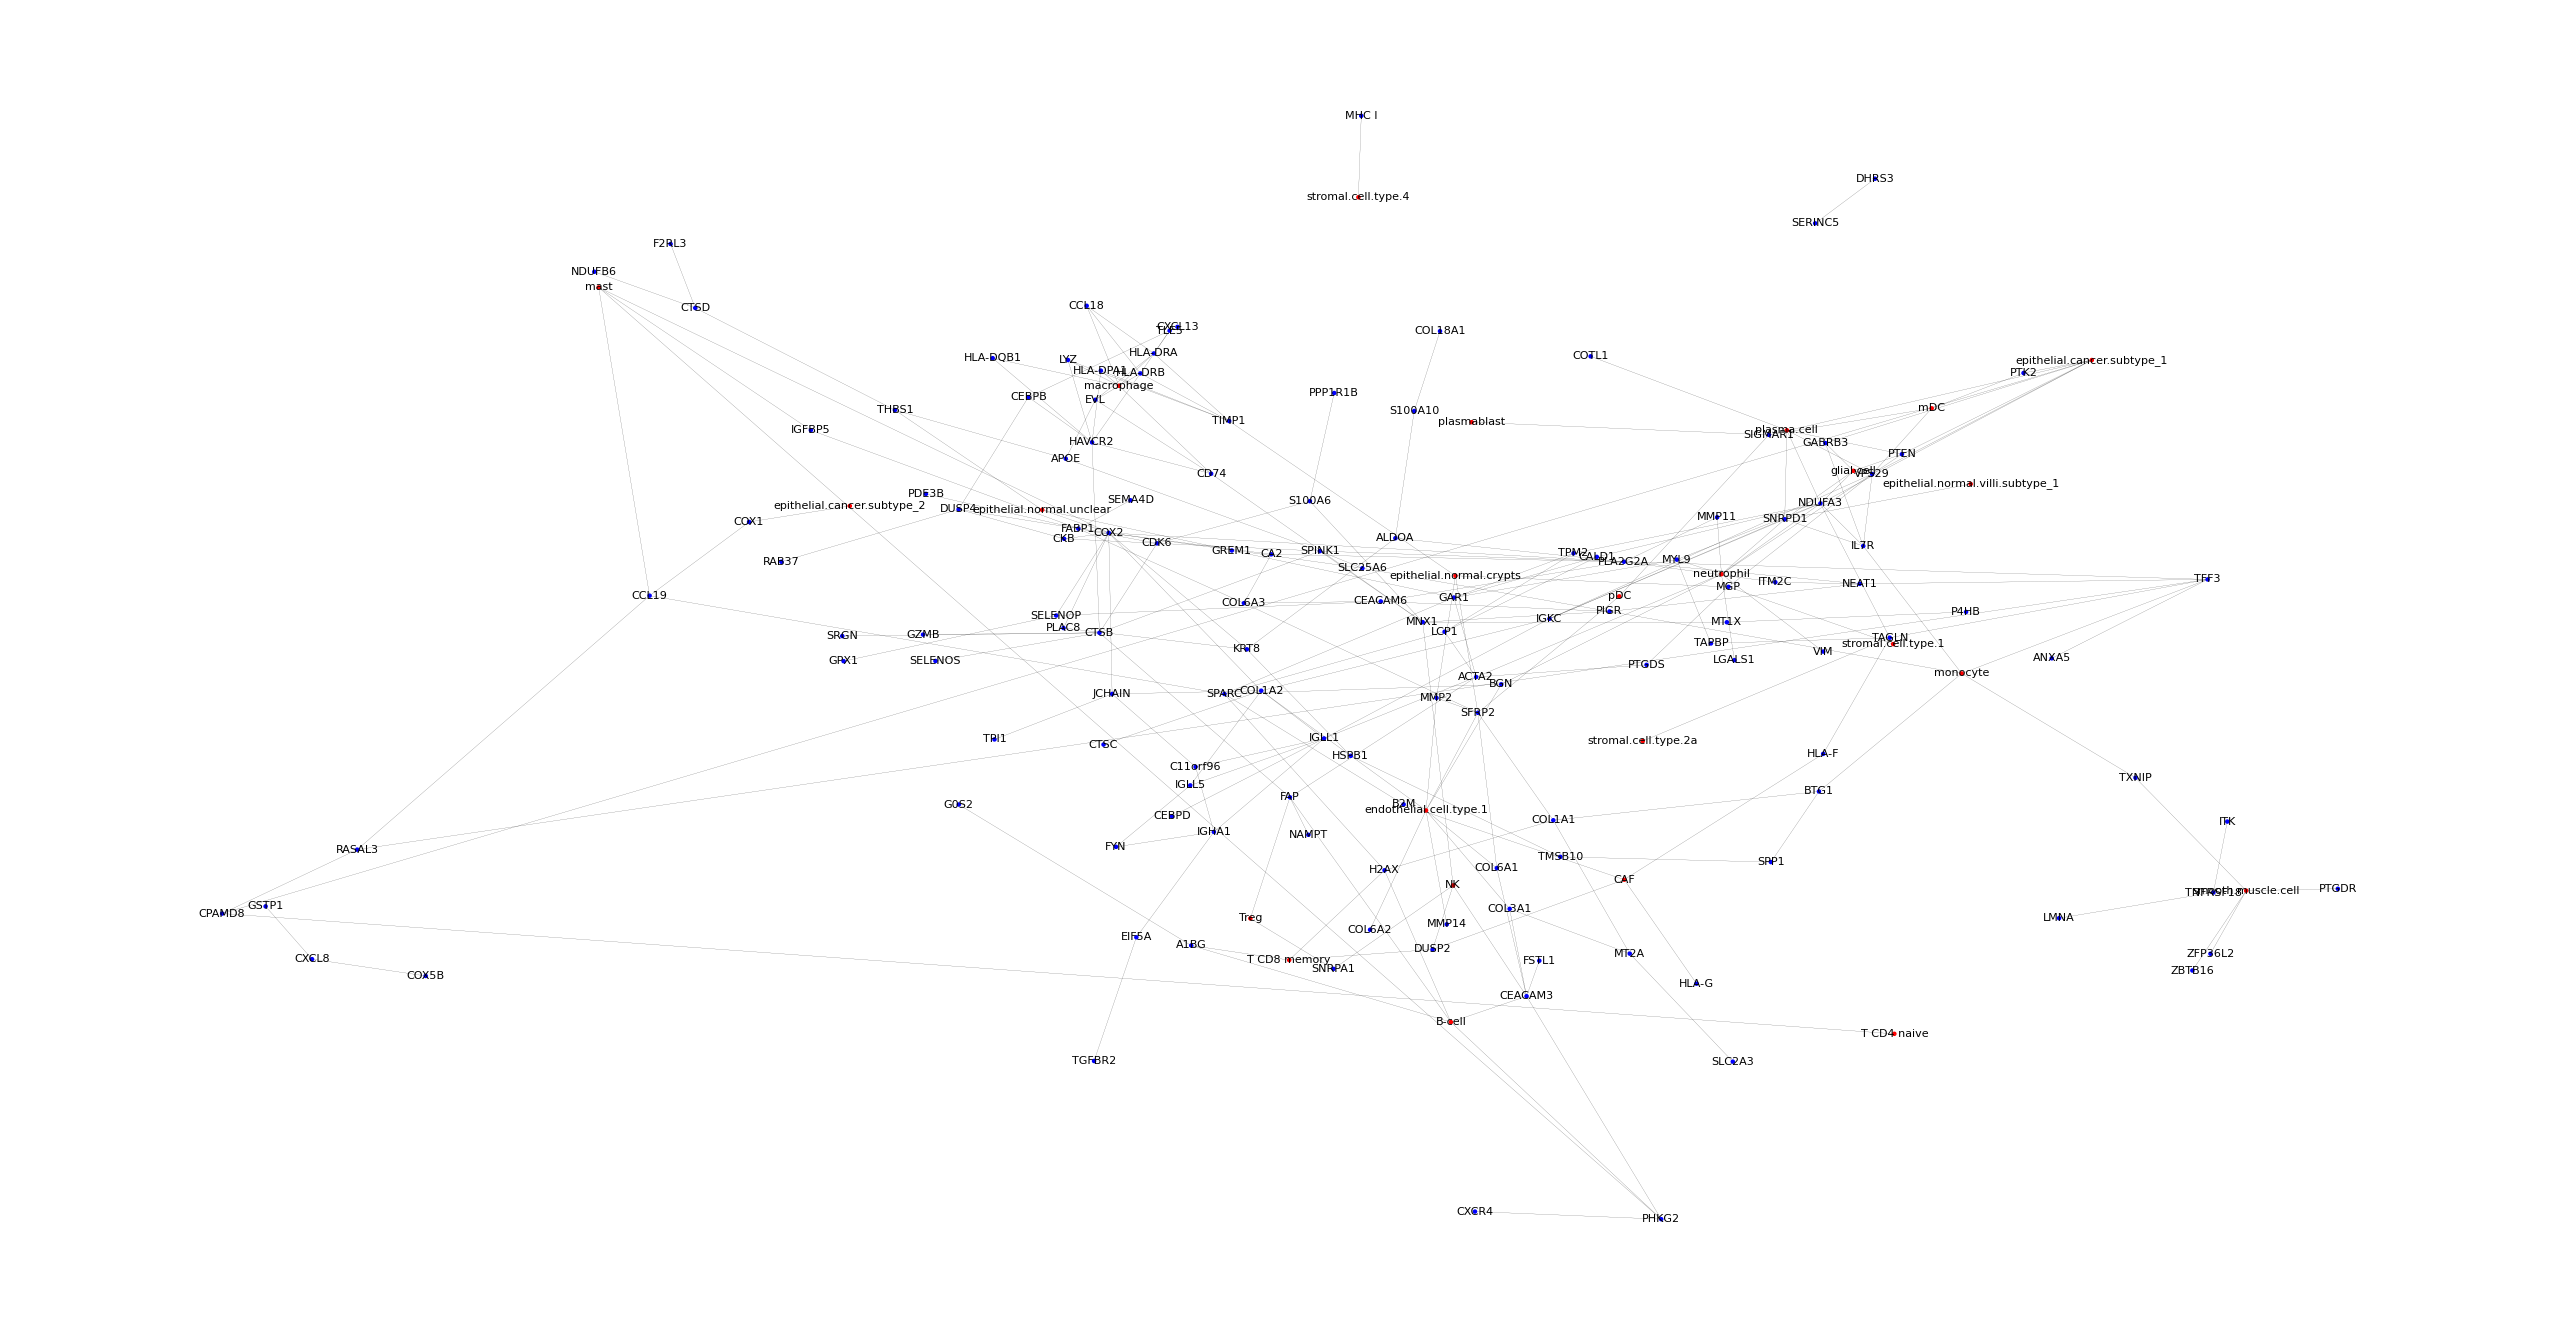 MHC I
DHRS3
stromal.cell.type.4
SERINC5
F2RL3
NDUFB6
mast
CCL18
CTSD
CXCL13
TLE5
COL18A1
HLA-DRA
COTL1
HLA-DQB1
LYZ
epithelial.cancer.subtype_1
HLA-DPA1
HLA-DRB
PTK2
macrophage
PPP1R1B
CEBPB
EVL
mDC
THBS1
S100A10
TIMP1
plasmablast
IGFBP5
plasma.cell
SIGMAR1
HAVCR2
GABRB3
PTEN
APOE
glial.cell
VPS29
CD74
epithelial.normal.villi.subtype_1
PDE3B
SEMA4D
S100A6
NDUFA3
epithelial.cancer.subtype_2
DUSP4
epithelial.normal.unclear
MMP11
SNRPD1
COX1
FABP1
COX2
CKB
ALDOA
CDK6
IL7R
GREM1
CA2
SPINK1
TPM2
CALD1
PLA2G2A
MYL9
RAB37
SLC25A6
epithelial.normal.crypts
neutrophil
TFF3
ITM2C
NEAT1
MGP
CCL19
pDC
GAR1
COL6A3
CEACAM6
PIGR
P4HB
SELENOP
IGKC
MNX1
MT1X
PLAC8
LCP1
SRGN
GZMB
CTSB
TAGLN
TAPBP
stromal.cell.type.1
KRT8
VIM
GPX1
SELENOS
LGALS1
PTGDS
ANXA5
monocyte
ACTA2
BGN
JCHAIN
SPARC
COL1A2
MMP2
SFRP2
TPI1
CTSC
IGLL1
stromal.cell.type.2a
HSPB1
HLA-F
C11orf96
TXNIP
IGLL5
BTG1
FAP
G0S2
B2M
endothelial.cell.type.1
CEBPD
COL1A1
ITK
IGHA1
NAMPT
FYN
RASAL3
TMSB10
SPP1
H2AX
COL6A1
CAF
NK
TNFRSF18
smooth.muscle.cell
PTGDR
GSTP1
CPAMD8
COL3A1
Treg
LMNA
MMP14
COL6A2
EIF5A
A1BG
DUSP2
CXCL8
T CD8 memory
FSTL1
MT2A
ZFP36L2
SNRPA1
ZBTB16
COX5B
HLA-G
CEACAM3
B-cell
T CD4 naive
TGFBR2
SLC2A3
CXCR4
PHKG2